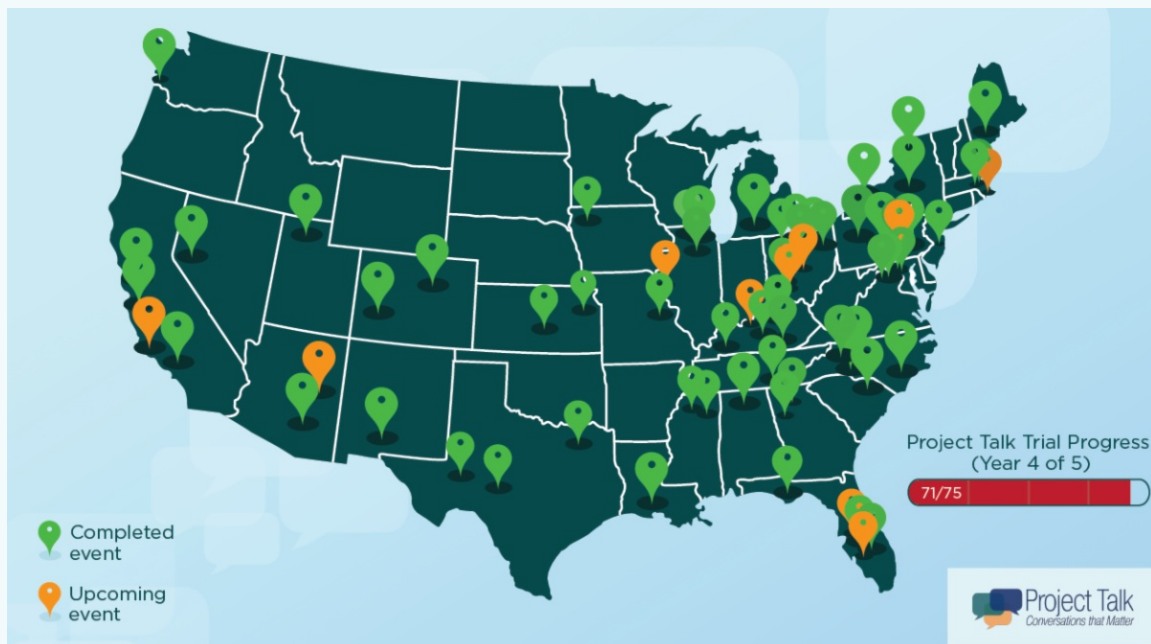 Project Talk Trial Progress
(Year 4 of 5)
71/75
Completed
event
Upcoming
event
Project Talk
Conversations that Matter